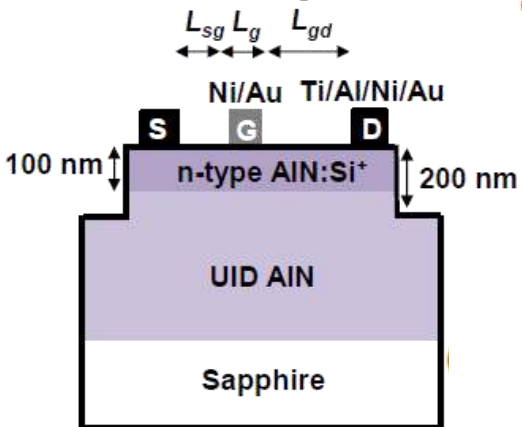 Lsg Lg Lgd
Ni/Au Ti/Al/Ni/Au
S G D
100 nm n-type AlN:Si+ 200 nm
UID AlN
Sapphire